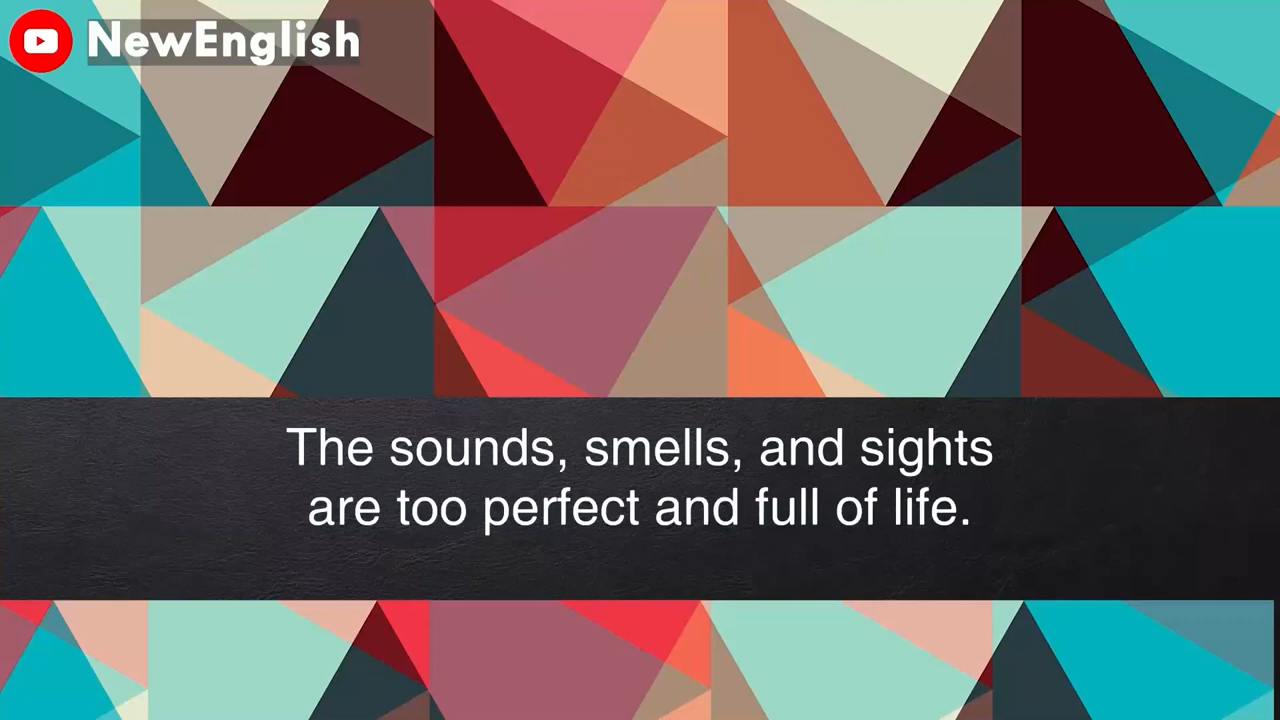 NewEnglish
The sounds, smells, and sights
are too perfect and full of life.